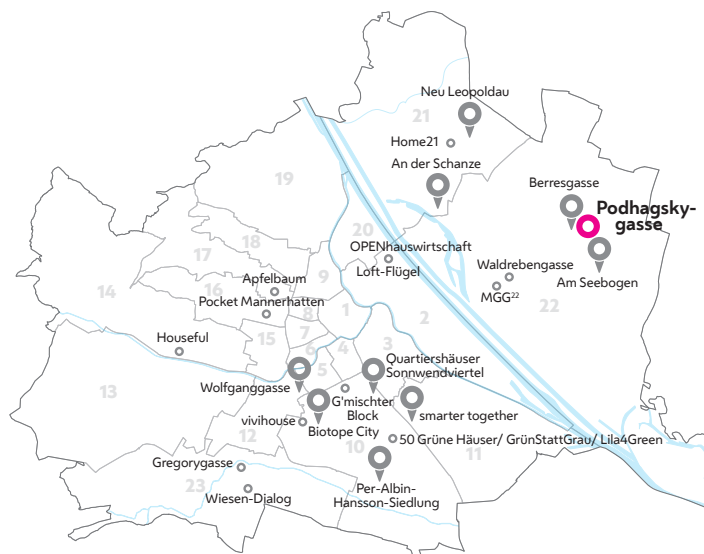 Neu Leopoldau
21
Home21
An der Schanze
19
Berresgasse
Podhagsky-
gasse
20
OPENhauswirtschaft
Loft-Flügel
18
17
Waldrebengasse
Am Seebogen
MGG²²
22
9
16
Apfelbaum
14
Pocket Mannerhatten
8
1
2
7
15
Houseful
6
4
3
Quartiershäuser
Sonnwendviertel
5
13
Wolfganggasse
G'mischter
Block
smarter together
vivihouse
Biotope City
12
10
50 Grüne Häuser/ GrünStattGrau/ Lila4Green
11
Gregorygasse
23
Wiesen-Dialog
Per-Albin-
Hansson-Siedlung